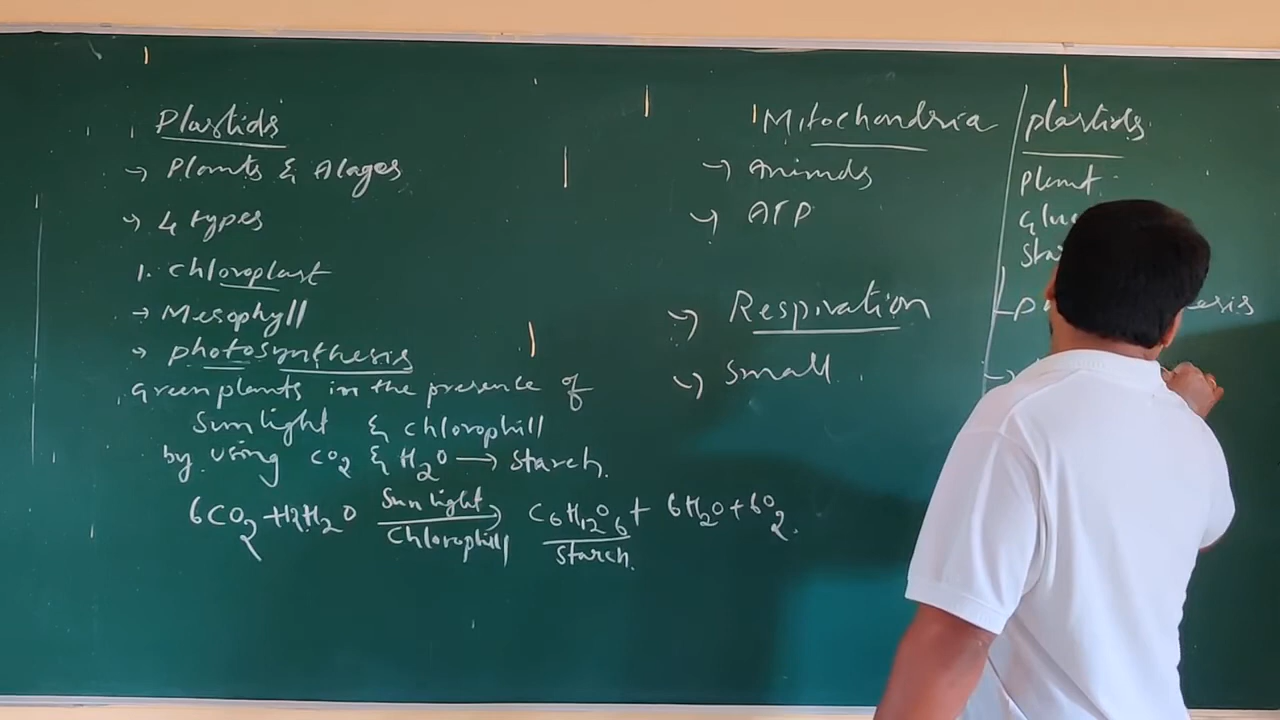 Plastids
→ Plants & Alages
→ 4 types
1. Chloroplast
→ Mesophyll
→ photosynthesis
Green plants in the presence of
Sunlight & chlorophill
by using CO2 & H2O → Starch.
6CO2 + 12H2O Sunlight Chlorophill C6H12O6 + 6H2O + 6O2.
Starch.
Mitochondria
→ Animals
→ ATP
→ Respiration
→ Small.
plastids
plant